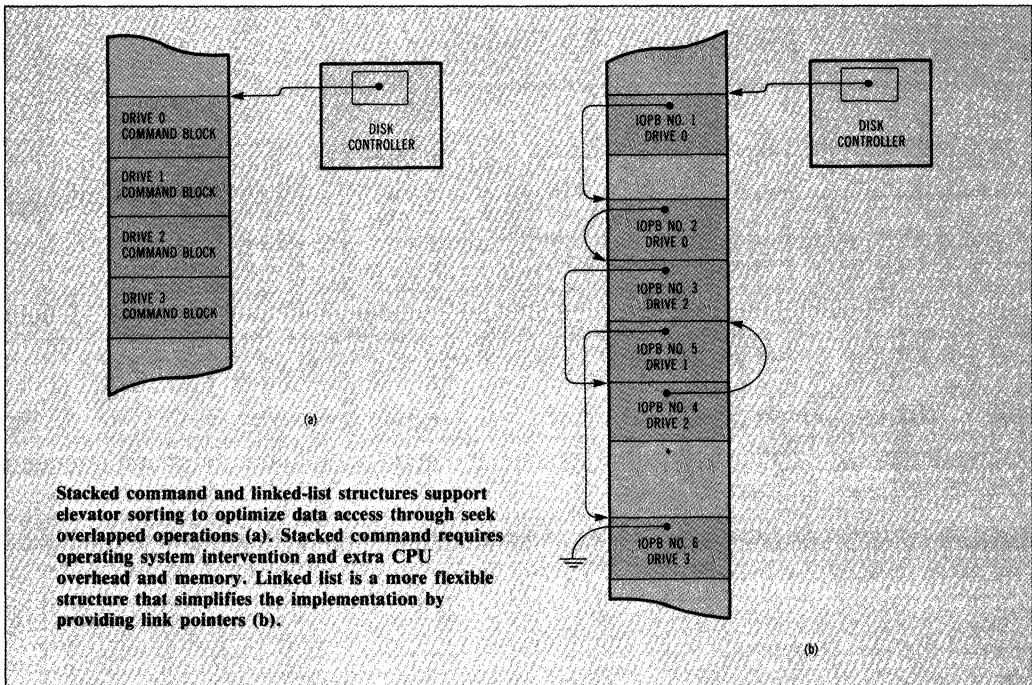 DRIVE 0
COMMAND BLOCK
DRIVE 1
COMMAND BLOCK
DRIVE 2
COMMAND BLOCK
DRIVE 3
COMMAND BLOCK
DISK
CONTROLLER
(a)
IOPB NO. 1
DRIVE 0
IOPB NO. 2
DRIVE 0
IOPB NO. 3
DRIVE 2
IOPB NO. 5
DRIVE 1
IOPB NO. 4
DRIVE 2
IOPB NO. 6
DRIVE 3
DISK
CONTROLLER
(b)
Stacked command and linked-list structures support
elevator sorting to optimize data access through seek
overlapped operations (a). Stacked command requires
operating system intervention and extra CPU
overhead and memory. Linked list is a more flexible
structure that simplifies the implementation by
providing link pointers (b).